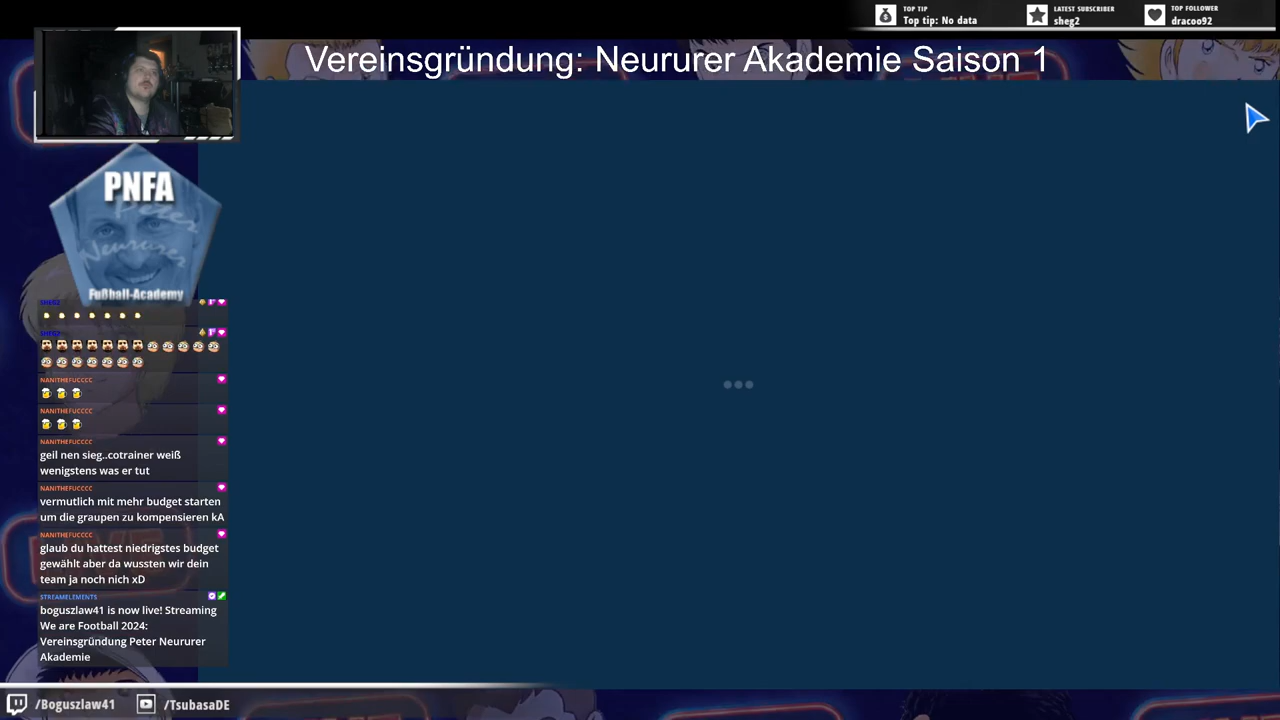 TOP TIP
Top tip: No data
LATEST SUBSCRIBER
sheg2
TOP FOLLOWER
dracoo92
Vereinsgründung: Neururer Akademie Saison 1
PNFA
Peter
Neururer
Fußball-Academy
SHEG2
SHEG2
NANITHEFUCCCC
NANITHEFUCCCC
NANITHEFUCCCC
geil nen sieg..cotrainer weiß
wenigstens was er tut
NANITHEFUCCCC
vermutlich mit mehr budget starten
um die graupen zu kompensieren kA
NANITHEFUCCCC
glaub du hattest niedrigstes budget
gewählt aber da wussten wir dein
team ja noch nich xD
STREAMELEMENTS
boguszlaw41 is now live! Streaming
We are Football 2024:
Vereinsgründung Peter Neururer
Akademie
/Boguszlaw41
/TsubasaDE